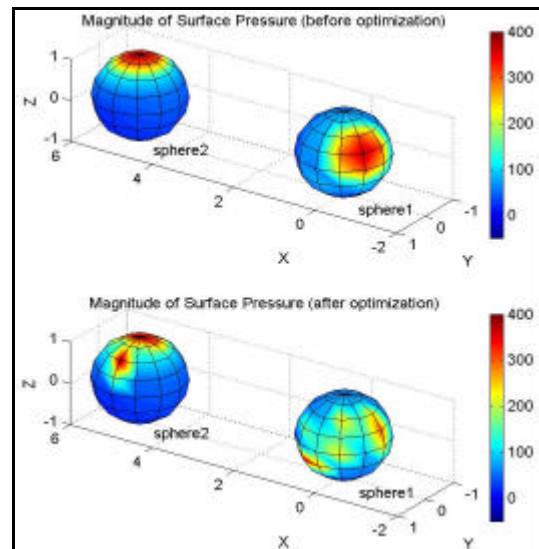 Magnitude of Surface Pressure (before optimization)
400
300
200
100
0
1
0
-1
Z
6
4
2
0
-2
X
1
0
-1
Y
sphere2
sphere1
Magnitude of Surface Pressure (after optimization)
400
300
200
100
0
1
0
-1
Z
6
4
2
0
-2
X
1
0
-1
Y
sphere2
sphere1